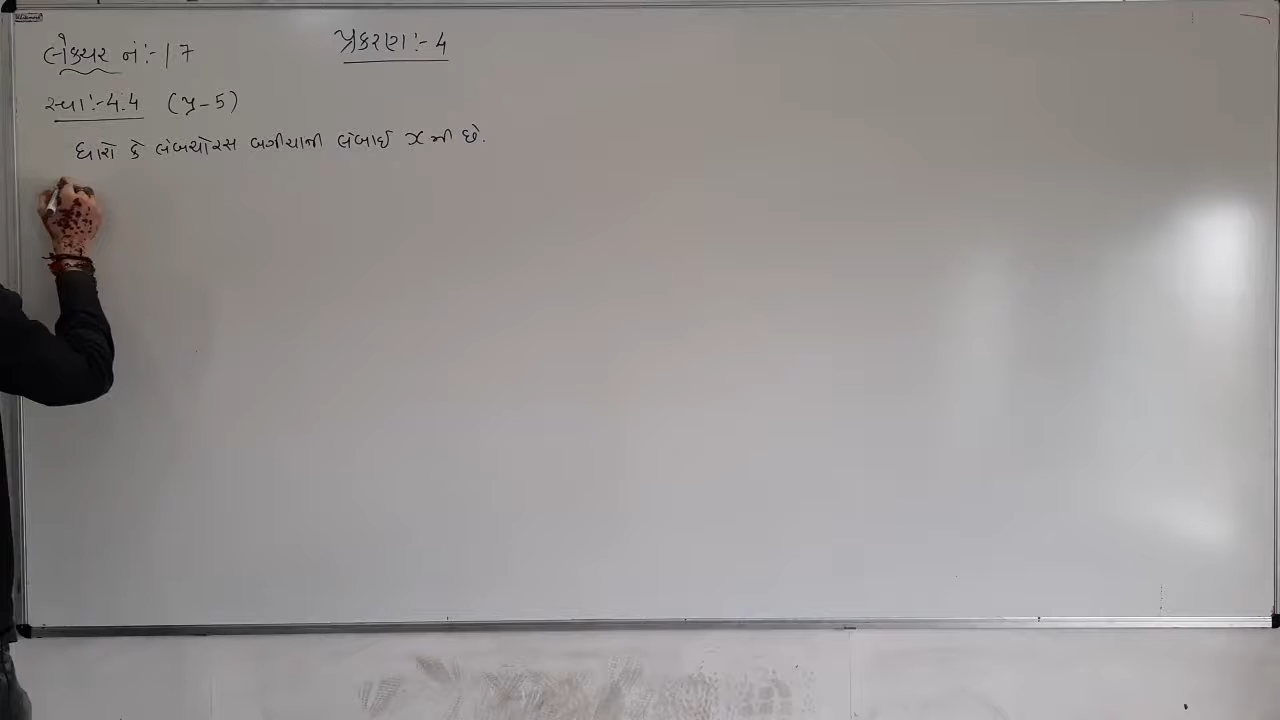 લેક્ચર નં:-17
પ્રકરણ:-4
સ્વા:-4.4 (પ્ર-5)
ધારો કે લંબચોરસ બગીચાની લંબાઈ x મી છે.